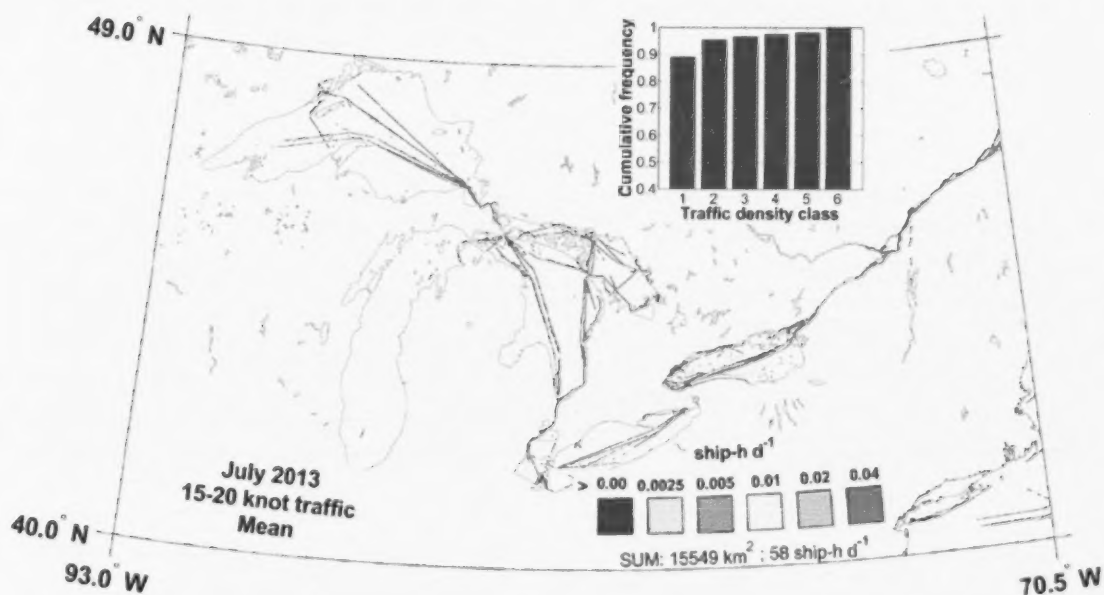 49.0° N
Cumulative frequency
1
0.9
0.8
0.7
0.6
0.5
0.4
1 2 3 4 5 6
Traffic density class
July 2013
15-20 knot traffic
Mean
ship-h d⁻¹
> 0.00 0.0025 0.005 0.01 0.02 0.04
SUM: 15549 km² ; 58 ship-h d⁻¹
40.0° N
93.0° W
70.5° W